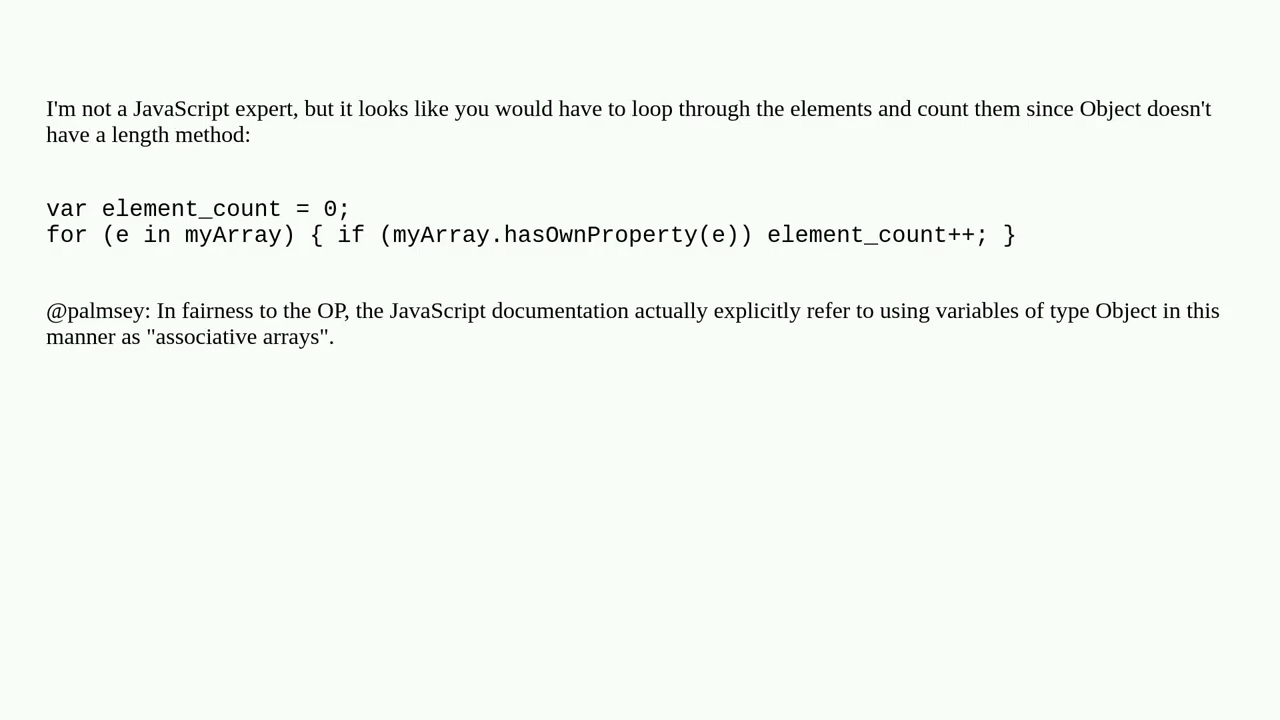 I'm not a JavaScript expert, but it looks like you would have to loop through the elements and count them since Object doesn't
have a length method:
var element_count = 0;
for (e in myArray) { if (myArray.hasOwnProperty(e)) element_count++; }
@palmsey: In fairness to the OP, the JavaScript documentation actually explicitly refer to using variables of type Object in this
manner as "associative arrays".